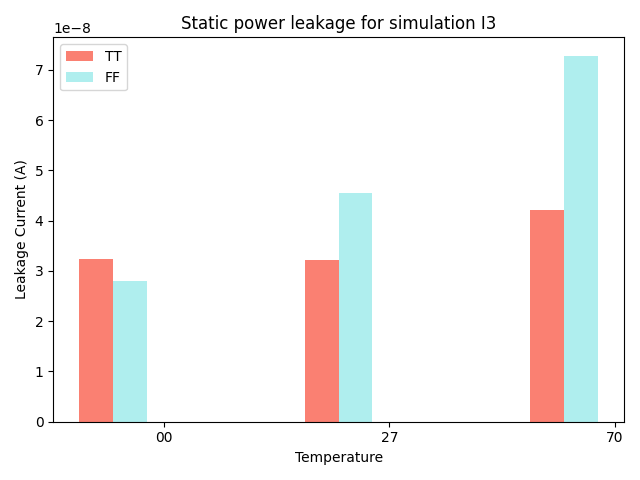 Static power leakage for simulation I3
1e−8
TT
FF
7
6
5
4
3
2
1
0
Leakage Current (A)
00
27
70
Temperature